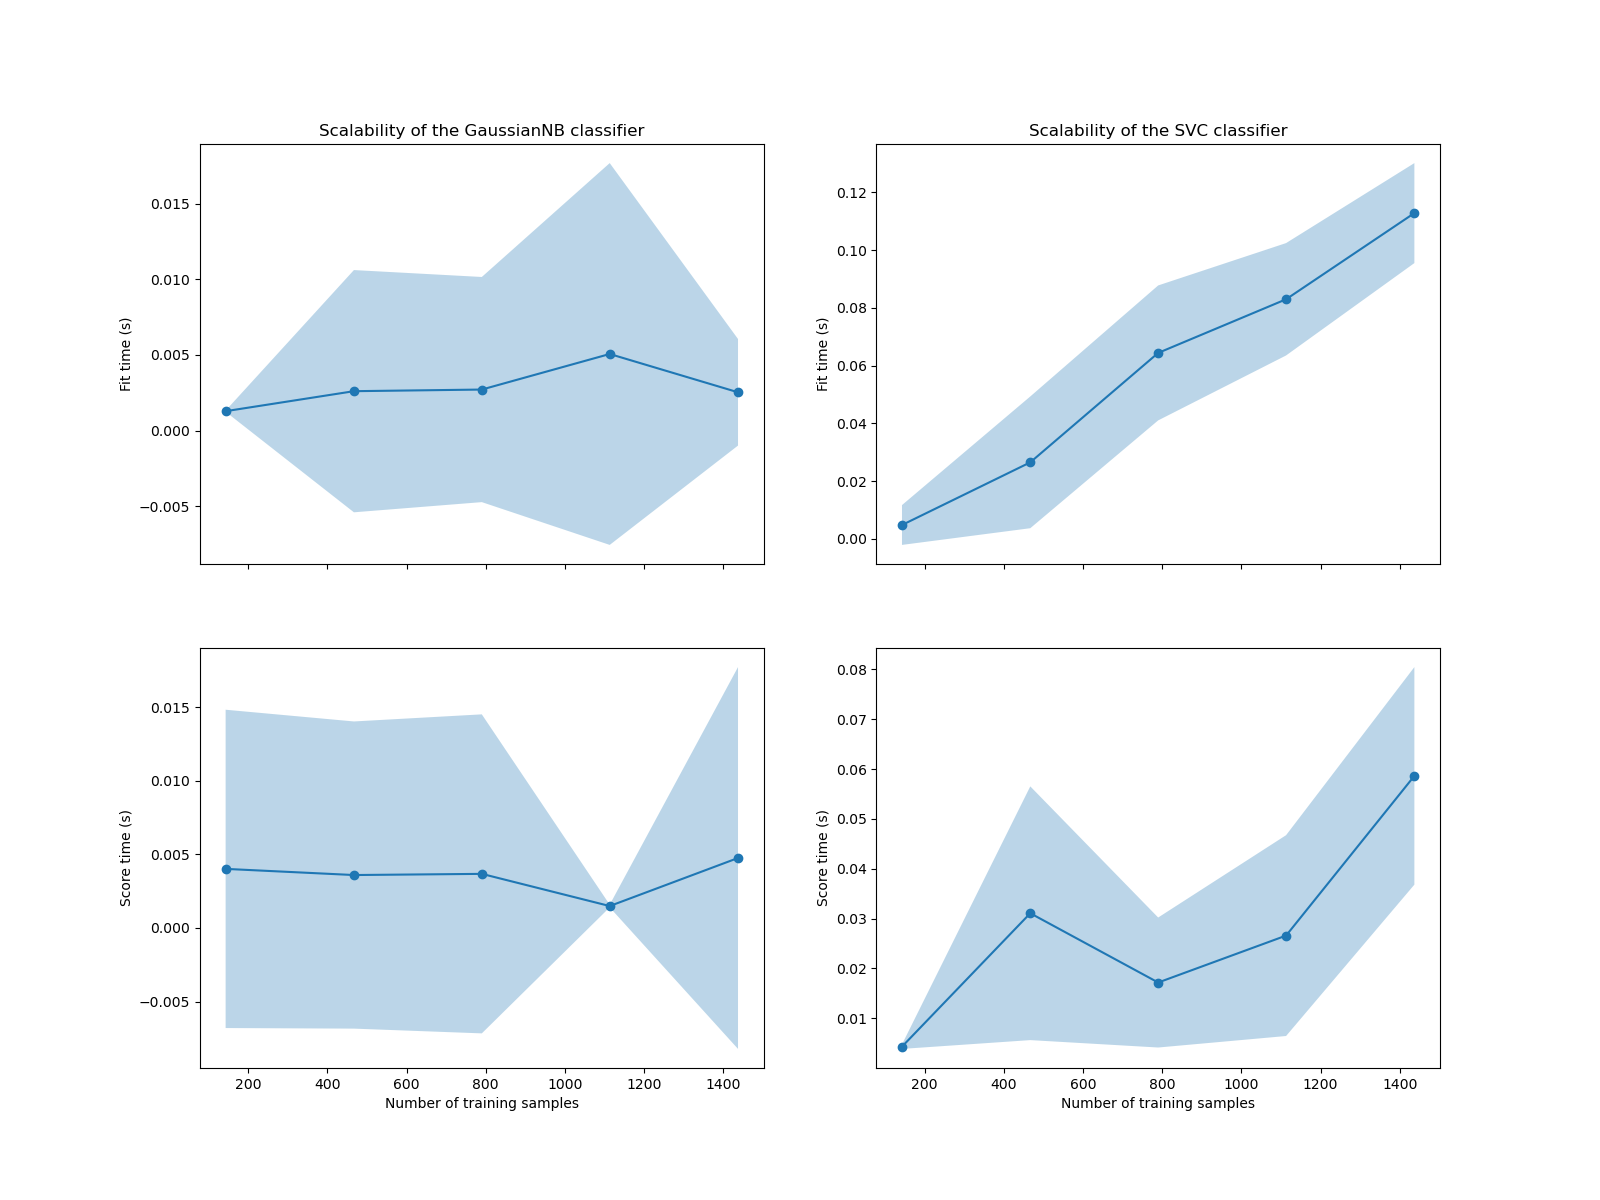 Scalability of the GaussianNB classifier
0.015
0.010
0.005
0.000
−0.005
Fit time (s)
Scalability of the SVC classifier
0.12
0.10
0.08
0.06
0.04
0.02
0.00
Fit time (s)
0.015
0.010
0.005
0.000
−0.005
Score time (s)
200 400 600 800 1000 1200 1400
Number of training samples
0.08
0.07
0.06
0.05
0.04
0.03
0.02
0.01
Score time (s)
200 400 600 800 1000 1200 1400
Number of training samples